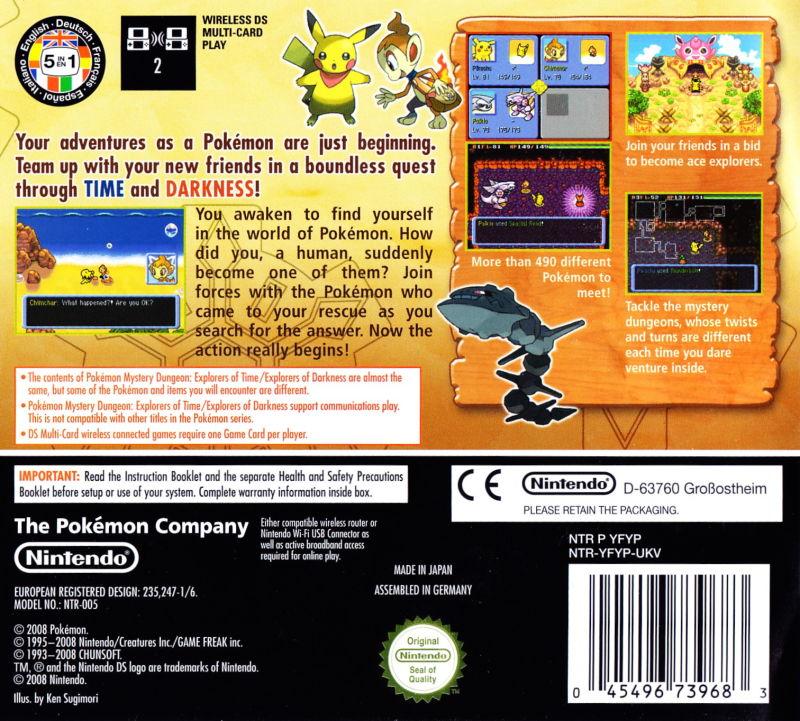 English • Deutsch • Français • Español • Italiano
5 IN EN 1
WIRELESS DS
MULTI-CARD
PLAY
2
Your adventures as a Pokémon are just beginning.
Team up with your new friends in a boundless quest
through TIME and DARKNESS!
Chimchar: What happened?! Are you OK?
You awaken to find yourself
in the world of Pokémon. How
did you, a human, suddenly
become one of them? Join
forces with the Pokémon who
came to your rescue as you
search for the answer. Now the
action really begins!
Pikachu
Chimchar
Palkia
Join your friends in a bid
to become ace explorers.
More than 490 different
Pokémon to
meet!
Tackle the mystery
dungeons, whose twists
and turns are different
each time you dare
venture inside.
• The contents of Pokémon Mystery Dungeon: Explorers of Time/Explorers of Darkness are almost the
same, but some of the Pokémon and items you will encounter are different.
• Pokémon Mystery Dungeon: Explorers of Time/Explorers of Darkness support communications play.
This is not compatible with other titles in the Pokémon series.
• DS Multi-Card wireless connected games require one Game Card per player.
IMPORTANT: Read the Instruction Booklet and the separate Health and Safety Precautions
Booklet before setup or use of your system. Complete warranty information inside box.
CE Nintendo D-63760 Großostheim
PLEASE RETAIN THE PACKAGING.
The Pokémon Company
Nintendo
Either compatible wireless router or
Nintendo Wi-Fi USB Connector as
well as active broadband access
required for online play.
NTR P YFYP
NTR-YFYP-UKV
EUROPEAN REGISTERED DESIGN: 235,247-1/6.
MODEL NO.: NTR-005
MADE IN JAPAN
ASSEMBLED IN GERMANY
© 2008 Pokémon.
© 1995–2008 Nintendo/Creatures Inc./GAME FREAK inc.
© 1993–2008 CHUNSOFT.
TM, ® and the Nintendo DS logo are trademarks of Nintendo.
© 2008 Nintendo.
Illus. by Ken Sugimori
Original
Nintendo
Seal of
Quality
TM
0 45496 73968 3